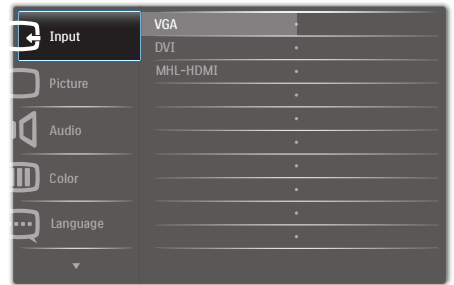 Input
VGA
DVI
MHL-HDMI
Picture
Audio
Color
Language